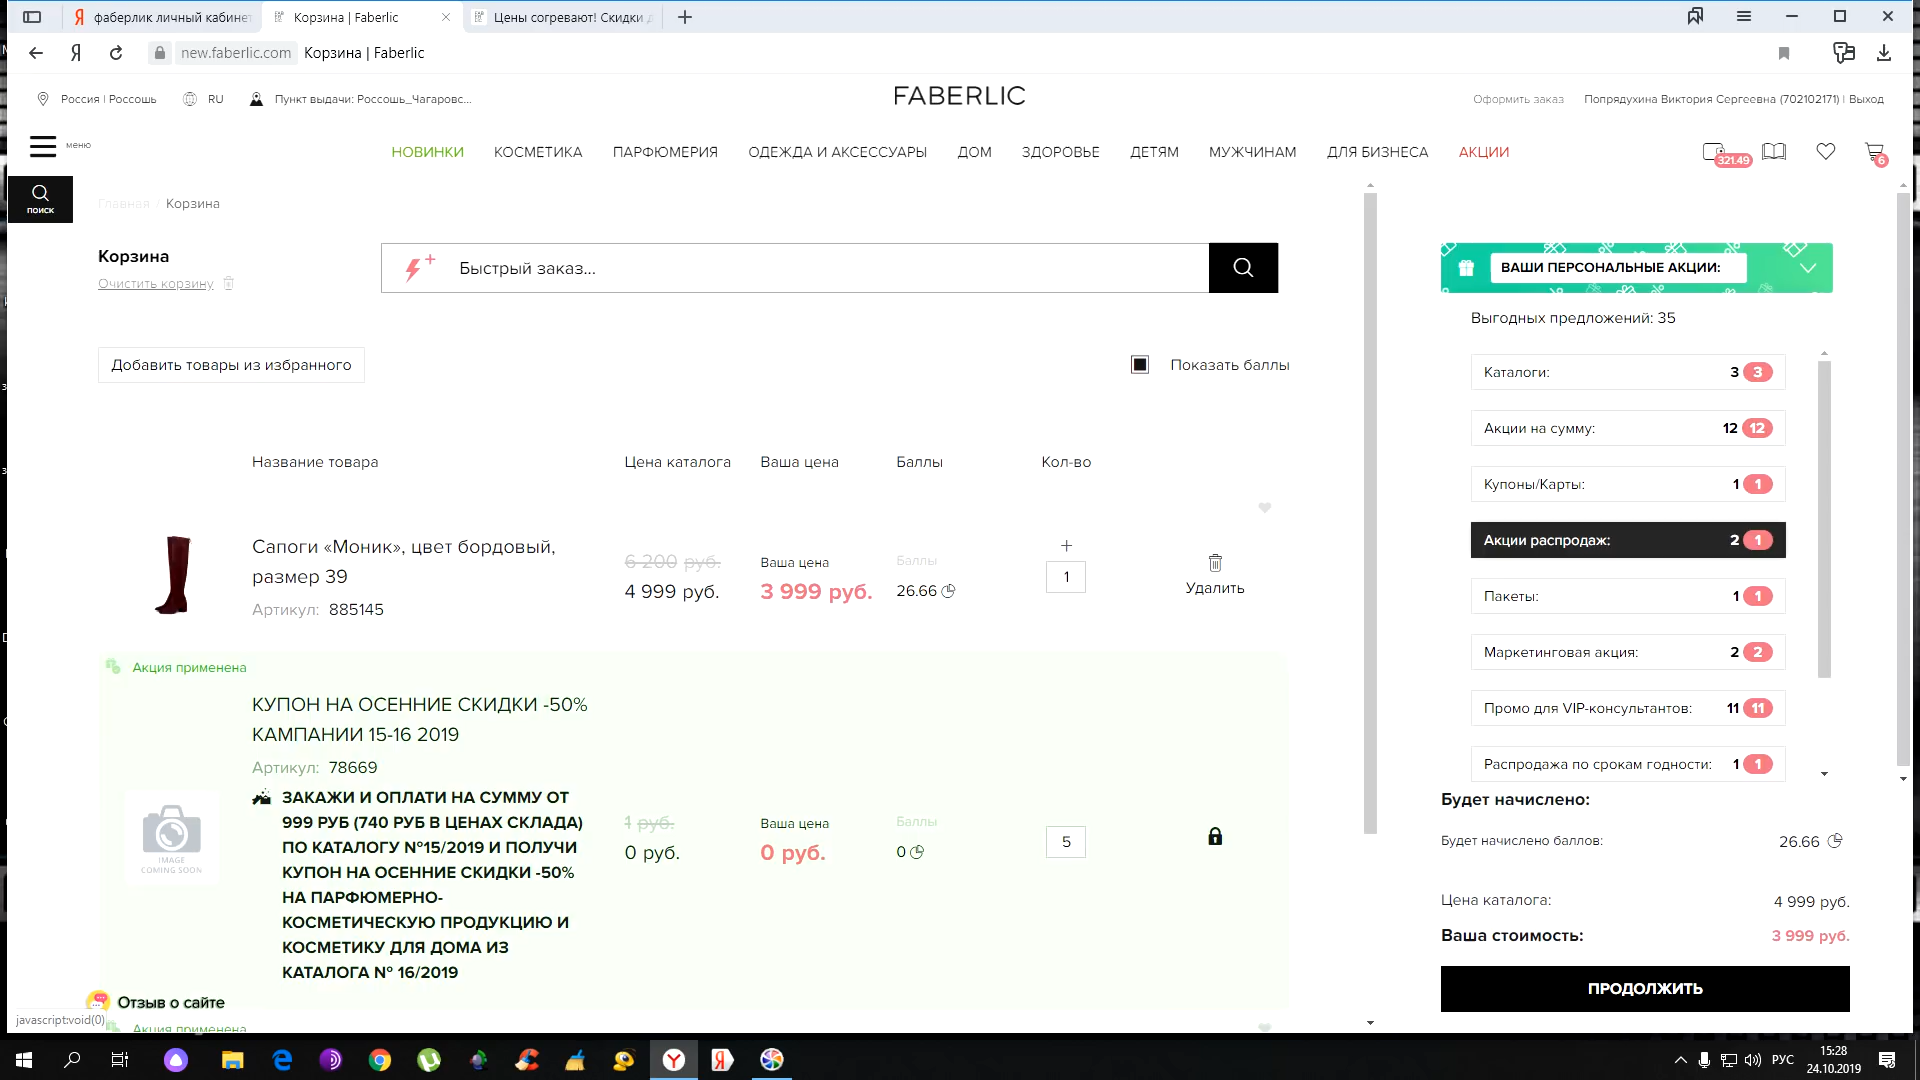 фаберлик личный кабинет
Корзина | Faberlic
Цены согревают! Скидки д
new.faberlic.com
Корзина | Faberlic
Россия | Россошь
RU
Пункт выдачи: Россошь_Чагаровс...
FABERLIC
Оформить заказ
Попрядухина Виктория Сергеевна (702102171) | Выход
меню
НОВИНКИ
КОСМЕТИКА
ПАРФЮМЕРИЯ
ОДЕЖДА И АКСЕССУАРЫ
ДОМ
ЗДОРОВЬЕ
ДЕТЯМ
МУЖЧИНАМ
ДЛЯ БИЗНЕСА
АКЦИИ
321.49
6
ПОИСК
Главная / Корзина
Корзина
Очистить корзину
Быстрый заказ...
Добавить товары из избранного
Показать баллы
Название товара
Цена каталога
Ваша цена
Баллы
Кол-во
Сапоги «Моник», цвет бордовый,
размер 39
Артикул: 885145
6 200 руб.
4 999 руб.
Ваша цена
3 999 руб.
Баллы
26.66
+
1
Удалить
Акция применена
КУПОН НА ОСЕННИЕ СКИДКИ -50%
КАМПАНИИ 15-16 2019
Артикул: 78669
ЗАКАЖИ И ОПЛАТИ НА СУММУ ОТ
999 РУБ (740 РУБ В ЦЕНАХ СКЛАДА)
ПО КАТАЛОГУ №15/2019 И ПОЛУЧИ
КУПОН НА ОСЕННИЕ СКИДКИ -50%
НА ПАРФЮМЕРНО-
КОСМЕТИЧЕСКУЮ ПРОДУКЦИЮ И
КОСМЕТИКУ ДЛЯ ДОМА ИЗ
КАТАЛОГА № 16/2019
IMAGE
COMING SOON
1 руб.
0 руб.
Ваша цена
0 руб.
Баллы
0
5
Отзыв о сайте
javascript:void(0)
Акция применена
ВАШИ ПЕРСОНАЛЬНЫЕ АКЦИИ:
Выгодных предложений: 35
Каталоги: 3 3
Акции на сумму: 12 12
Купоны/Карты: 1 1
Акции распродаж: 2 1
Пакеты: 1 1
Маркетинговая акция: 2 2
Промо для VIP-консультантов: 11 11
Распродажа по срокам годности: 1 1
Будет начислено:
Будет начислено баллов: 26.66
Цена каталога: 4 999 руб.
Ваша стоимость: 3 999 руб.
ПРОДОЛЖИТЬ
РУС
15:28
24.10.2019